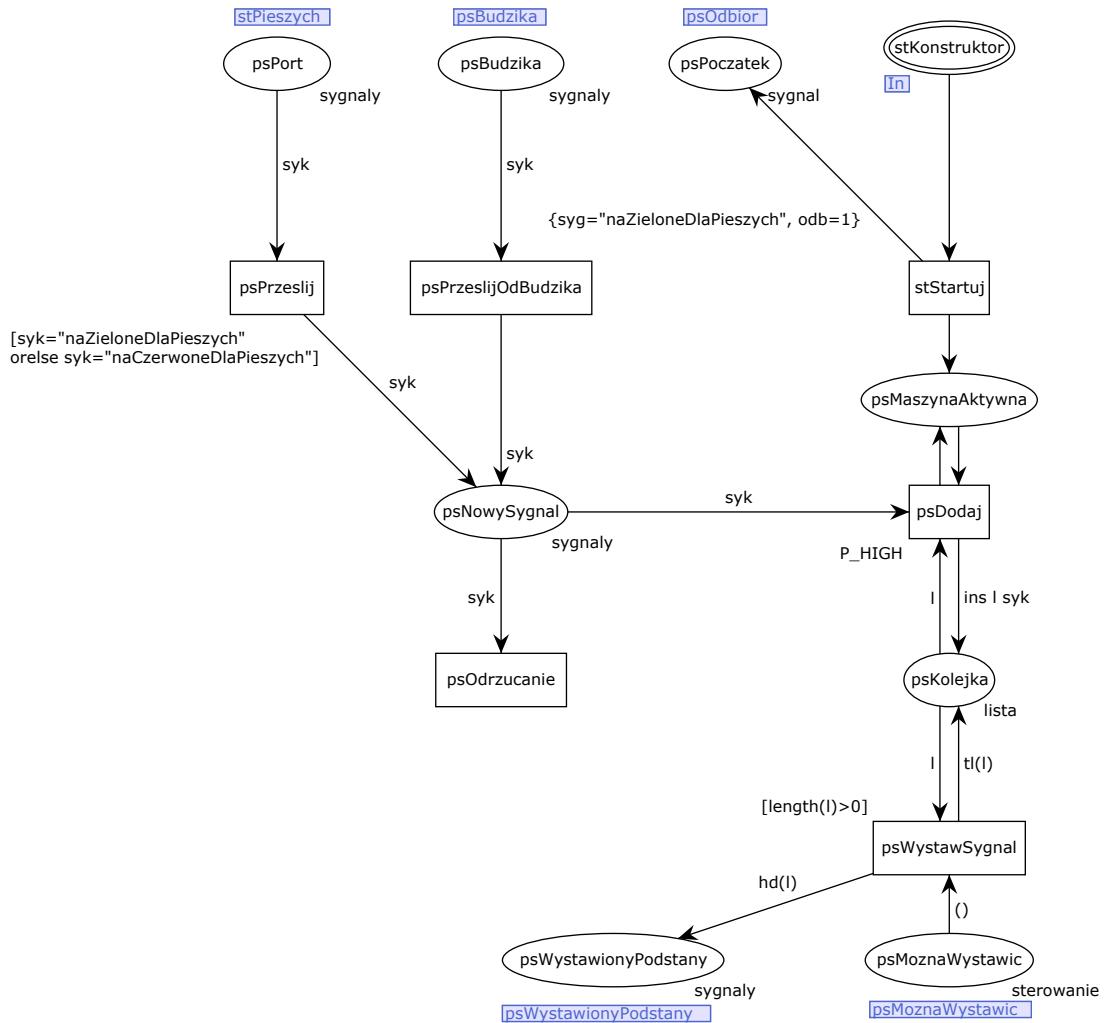 stPieszych
psBudzika
psOdbior
psPort
psBudzika
psPoczatek
stKonstruktor
In
sygnaly
sygnaly
sygnal
syk
syk
{syg="naZieloneDlaPieszych", odb=1}
psPrzeslij
psPrzeslijOdBudzika
stStartuj
[syk="naZieloneDlaPieszych"
orelse syk="naCzerwoneDlaPieszych"]
syk
psMaszynaAktywna
syk
psNowySygnal
syk
psDodaj
sygnaly
P_HIGH
syk
l
ins l syk
psOdrzucanie
psKolejka
lista
l
tl(l)
[length(l)>0]
psWystawSygnal
hd(l)
()
psWystawionyPodstany
psMoznaWystawic
sygnaly
sterowanie
psWystawionyPodstany
psMoznaWystawic